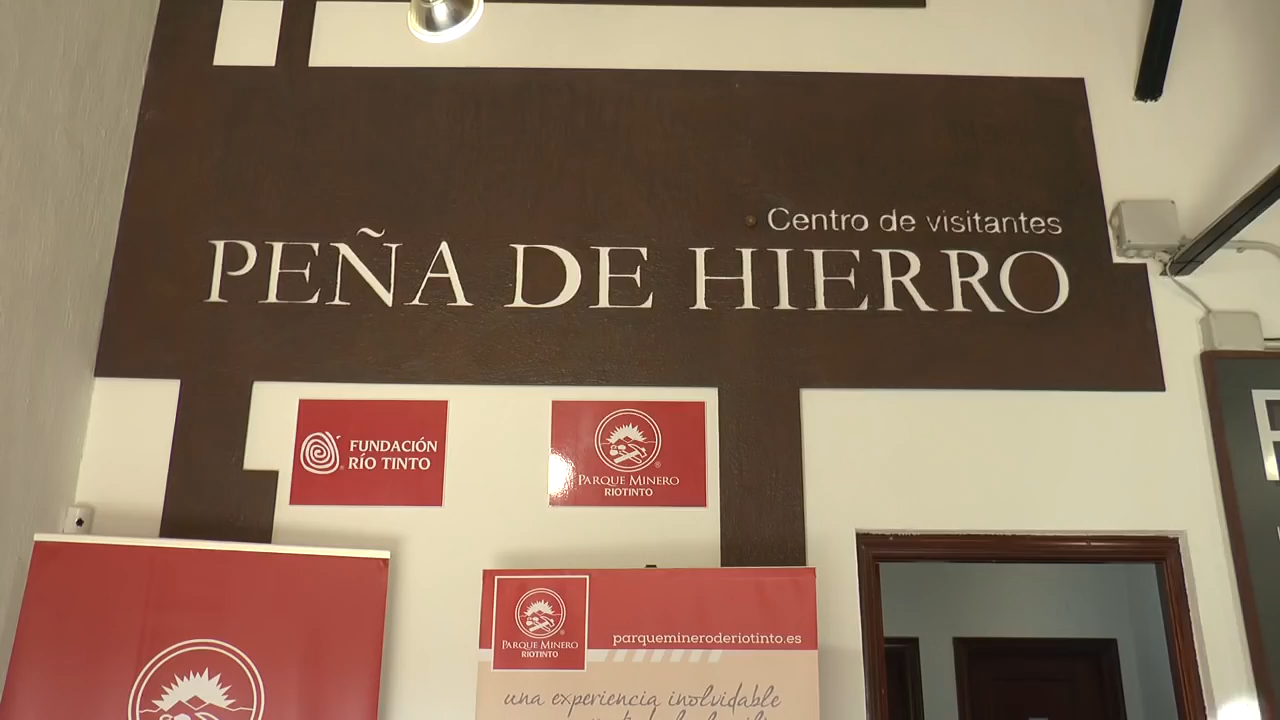 Centro de visitantes
PEÑA DE HIERRO
FUNDACIÓN
RÍO TINTO
PARQUE MINERO
RIOTINTO
PARQUE MINERO
RIOTINTO
parquemineroderiotinto.es
una experiencia inolvidable